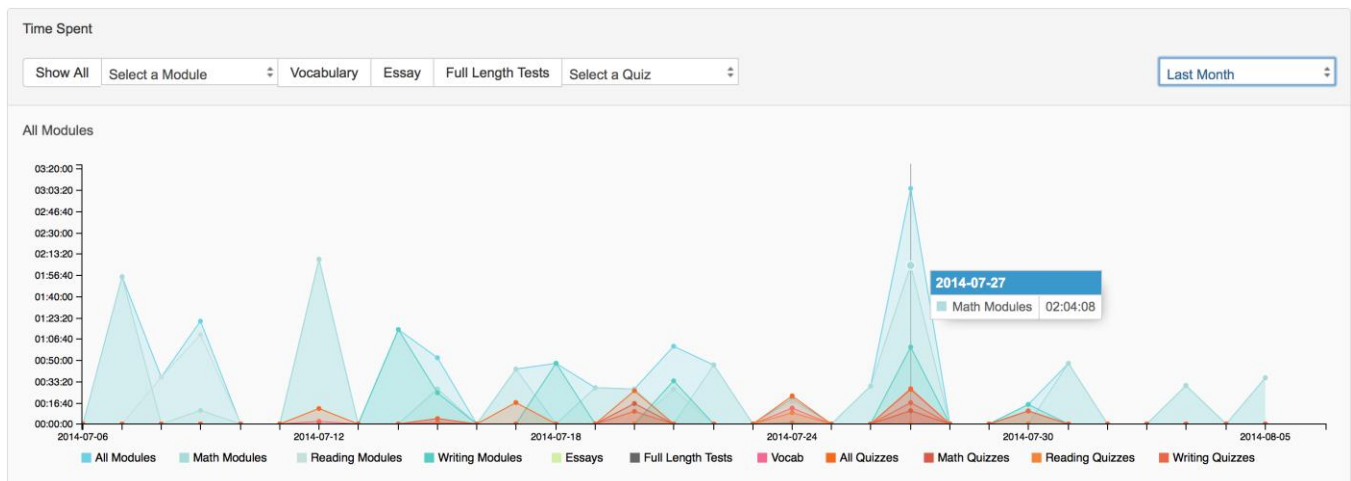 Time Spent
Show All Select a Module Vocabulary Essay Full Length Tests Select a Quiz Last Month
All Modules
03:20:00
03:03:20
02:46:40
02:30:00
02:13:20
01:56:40
01:40:00
01:23:20
01:06:40
00:50:00
00:33:20
00:16:40
00:00:00
2014-07-27
Math Modules 02:04:08
2014-07-06 2014-07-12 2014-07-18 2014-07-24 2014-07-30 2014-08-05
All Modules Math Modules Reading Modules Writing Modules Essays Full Length Tests Vocab All Quizzes Math Quizzes Reading Quizzes Writing Quizzes